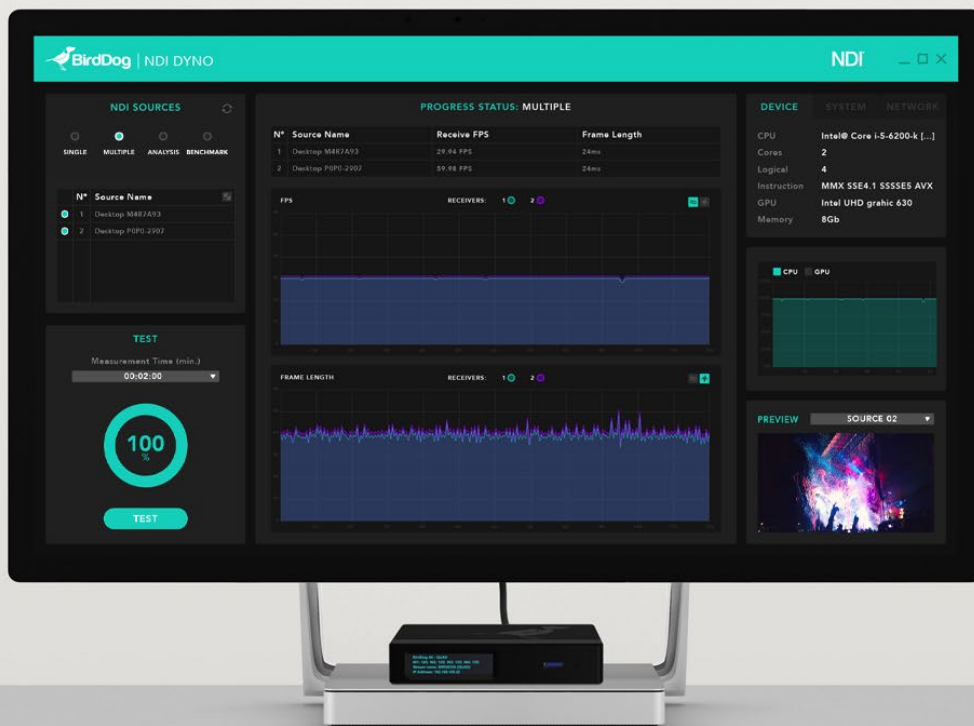 BirdDog | NDI DYNO
NDI
NDI SOURCES
SINGLE MULTIPLE ANALYSIS BENCHMARK
N° Source Name
1 Desktop M487A93
2 Desktop P0P0-2907
TEST
Measurement Time (min.)
00:02:00
100
%
TEST
PROGRESS STATUS: MULTIPLE
N° Source Name Receive FPS Frame Length
1 Desktop M487A93 29.94 FPS 24ms
2 Desktop P0P0-2907 59.98 FPS 24ms
FPS RECEIVERS: 1 2
FRAME LENGTH RECEIVERS: 1 2
DEVICE SYSTEM NETWORK
CPU Intel® Core i-5-6200-k [...]
Cores 2
Logical 4
Instruction MMX SSE4.1 SSSSE5 AVX
GPU Intel UHD grahic 630
Memory 8Gb
CPU GPU
PREVIEW SOURCE 02